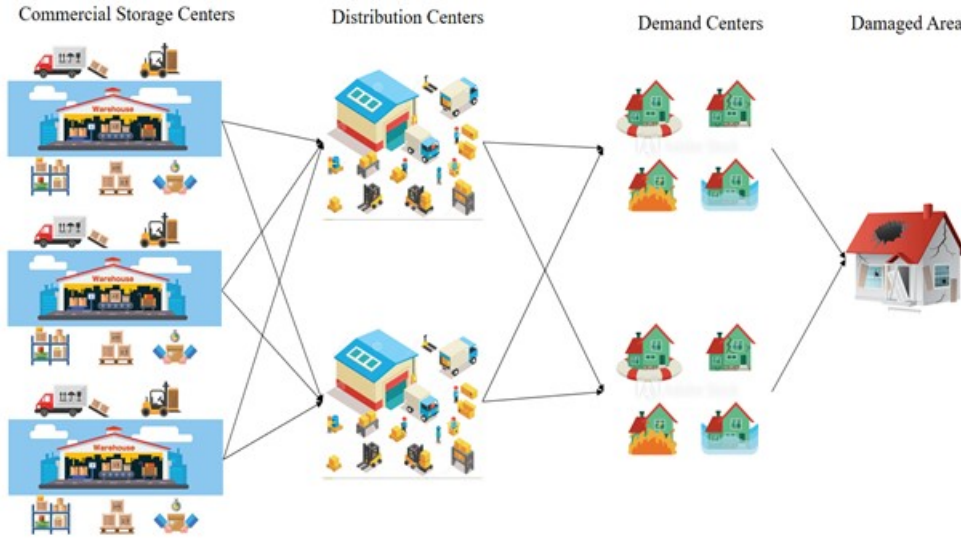 Commercial Storage Centers
Distribution Centers
Demand Centers
Damaged Area
Warehouse
Warehouse
Warehouse